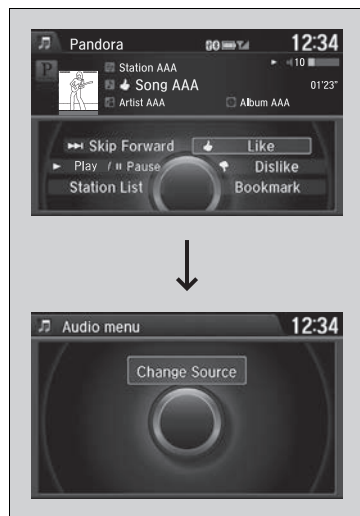 Pandora 12:34
P Station AAA 10
Song AAA 01'23"
Artist AAA Album AAA
Skip Forward Like
Play / Pause Dislike
Station List Bookmark
Audio menu 12:34
Change Source